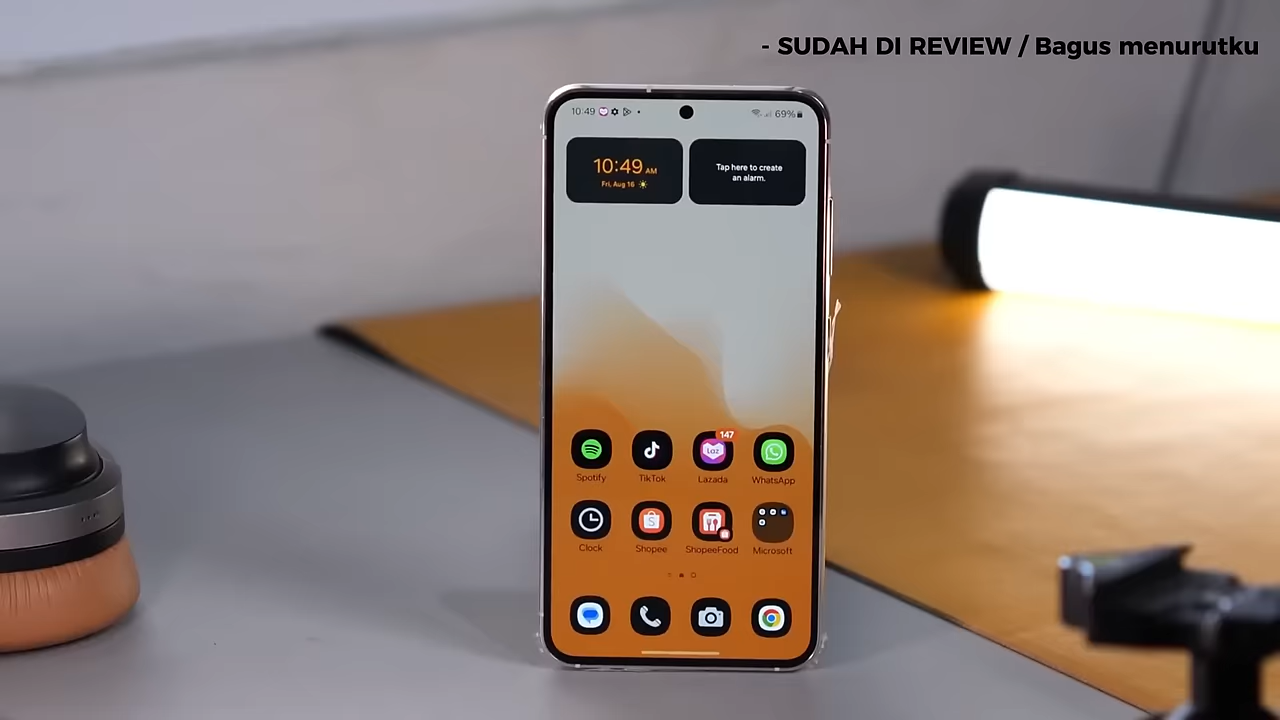 - SUDAH DI REVIEW / Bagus menurutku
10:49
69%
10:49 AM
Fri, Aug 16
Tap here to create
an alarm.
147
Laz
Spotify TikTok Lazada WhatsApp
Clock Shopee ShopeeFood Microsoft